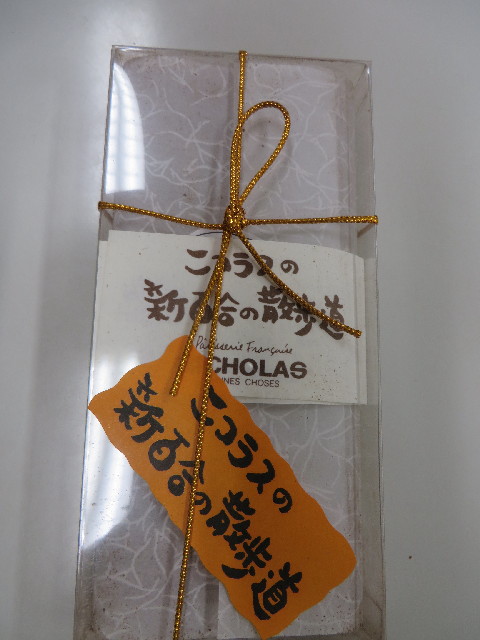 ニコラスの
新百合の散歩道
Pâtisserie Française
CHOLAS
INES CHOSES
ニコラスの
新百合の散歩道